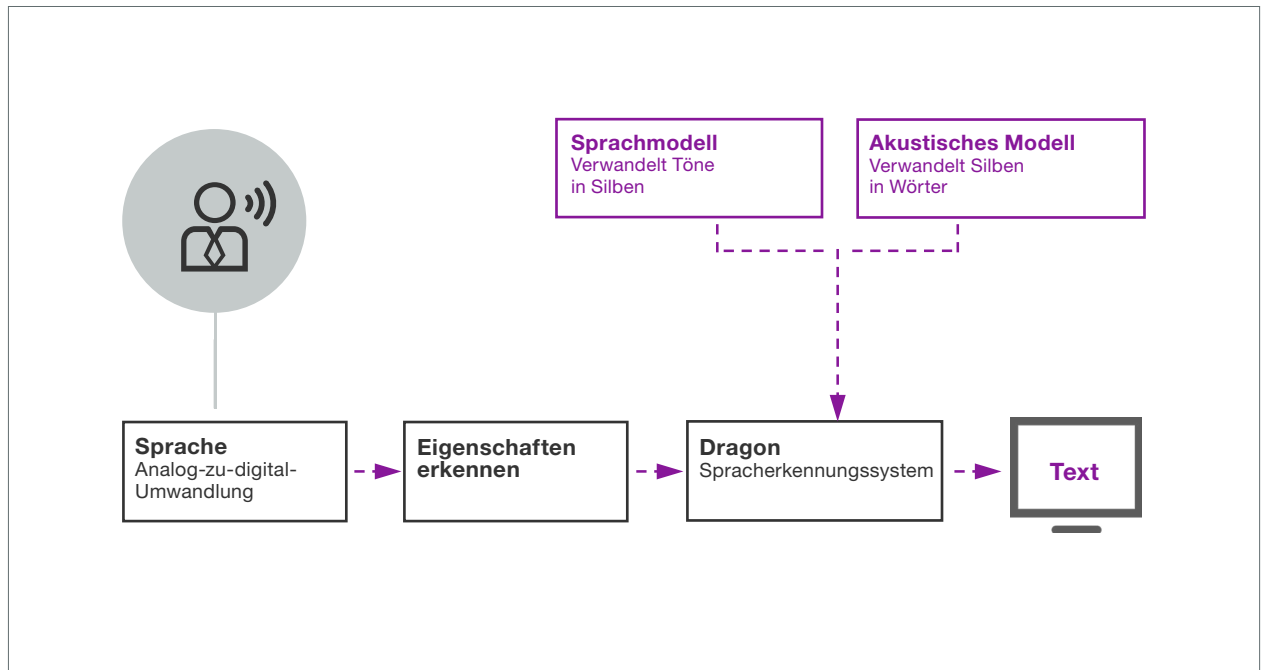 Sprachmodell
Verwandelt Töne
in Silben
Akustisches Modell
Verwandelt Silben
in Wörter
Sprache
Analog-zu-digital-
Umwandlung
Eigenschaften
erkennen
Dragon
Spracherkennungssystem
Text